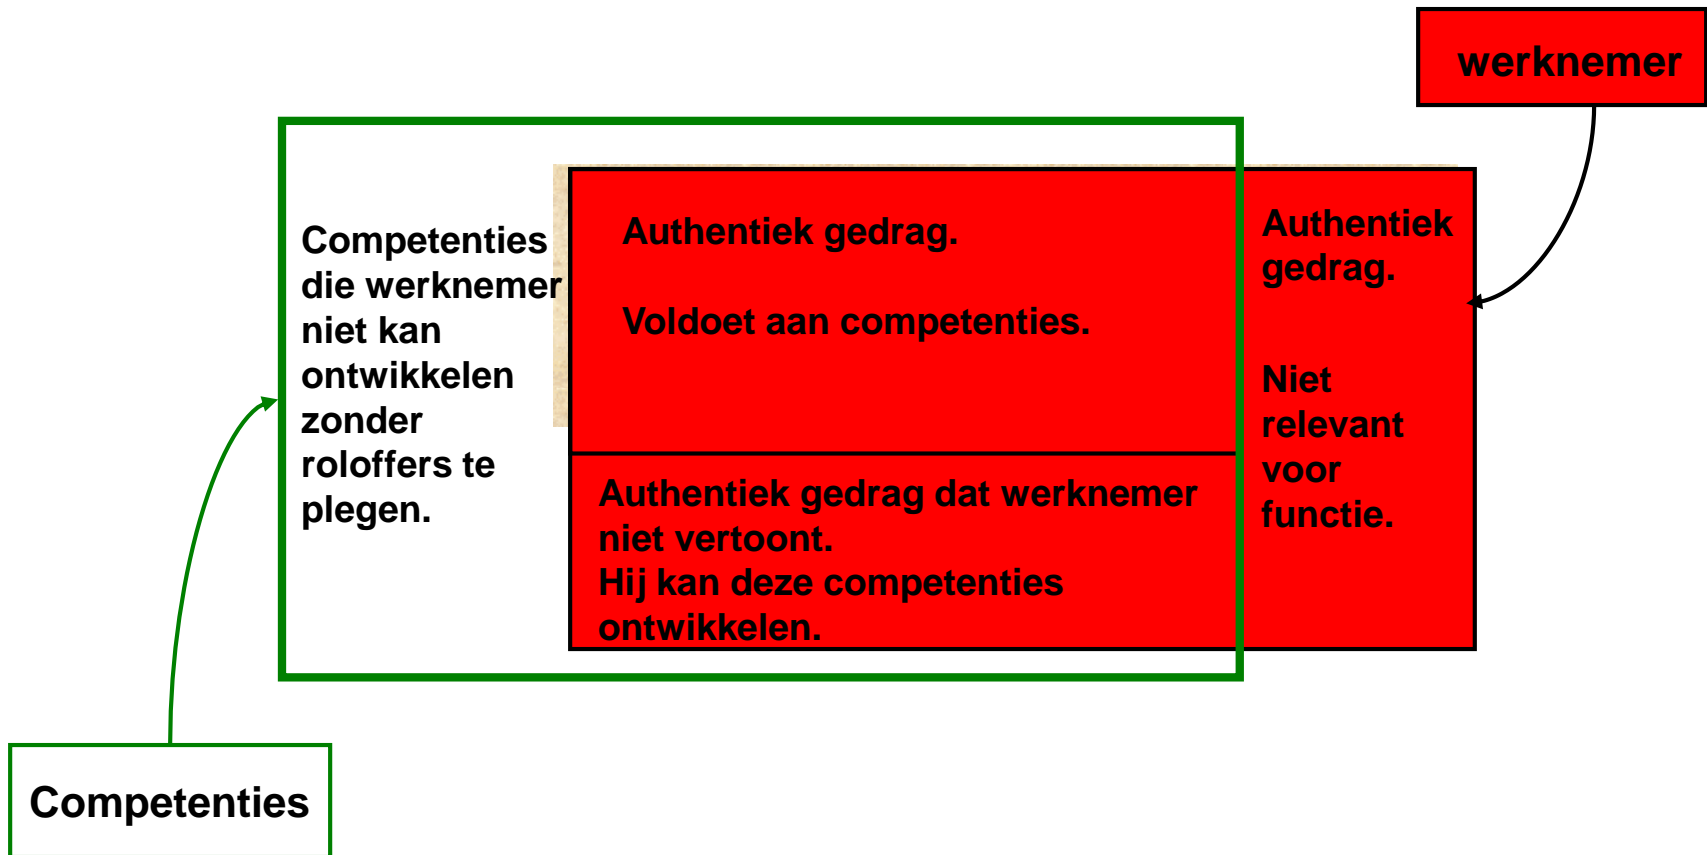 werknemer
Competenties
die werknemer
niet kan
ontwikkelen
zonder
roloffers te
plegen.
Authentiek gedrag.
Voldoet aan competenties.
Authentiek gedrag dat werknemer
niet vertoont.
Hij kan deze competenties
ontwikkelen.
Authentiek
gedrag.
Niet
relevant
voor
functie.
Competenties